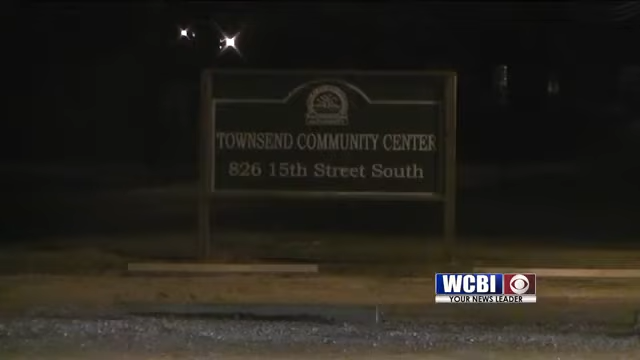 TOWNSEND COMMUNITY CENTER
826 15th Street South
WCBI
YOUR NEWS LEADER